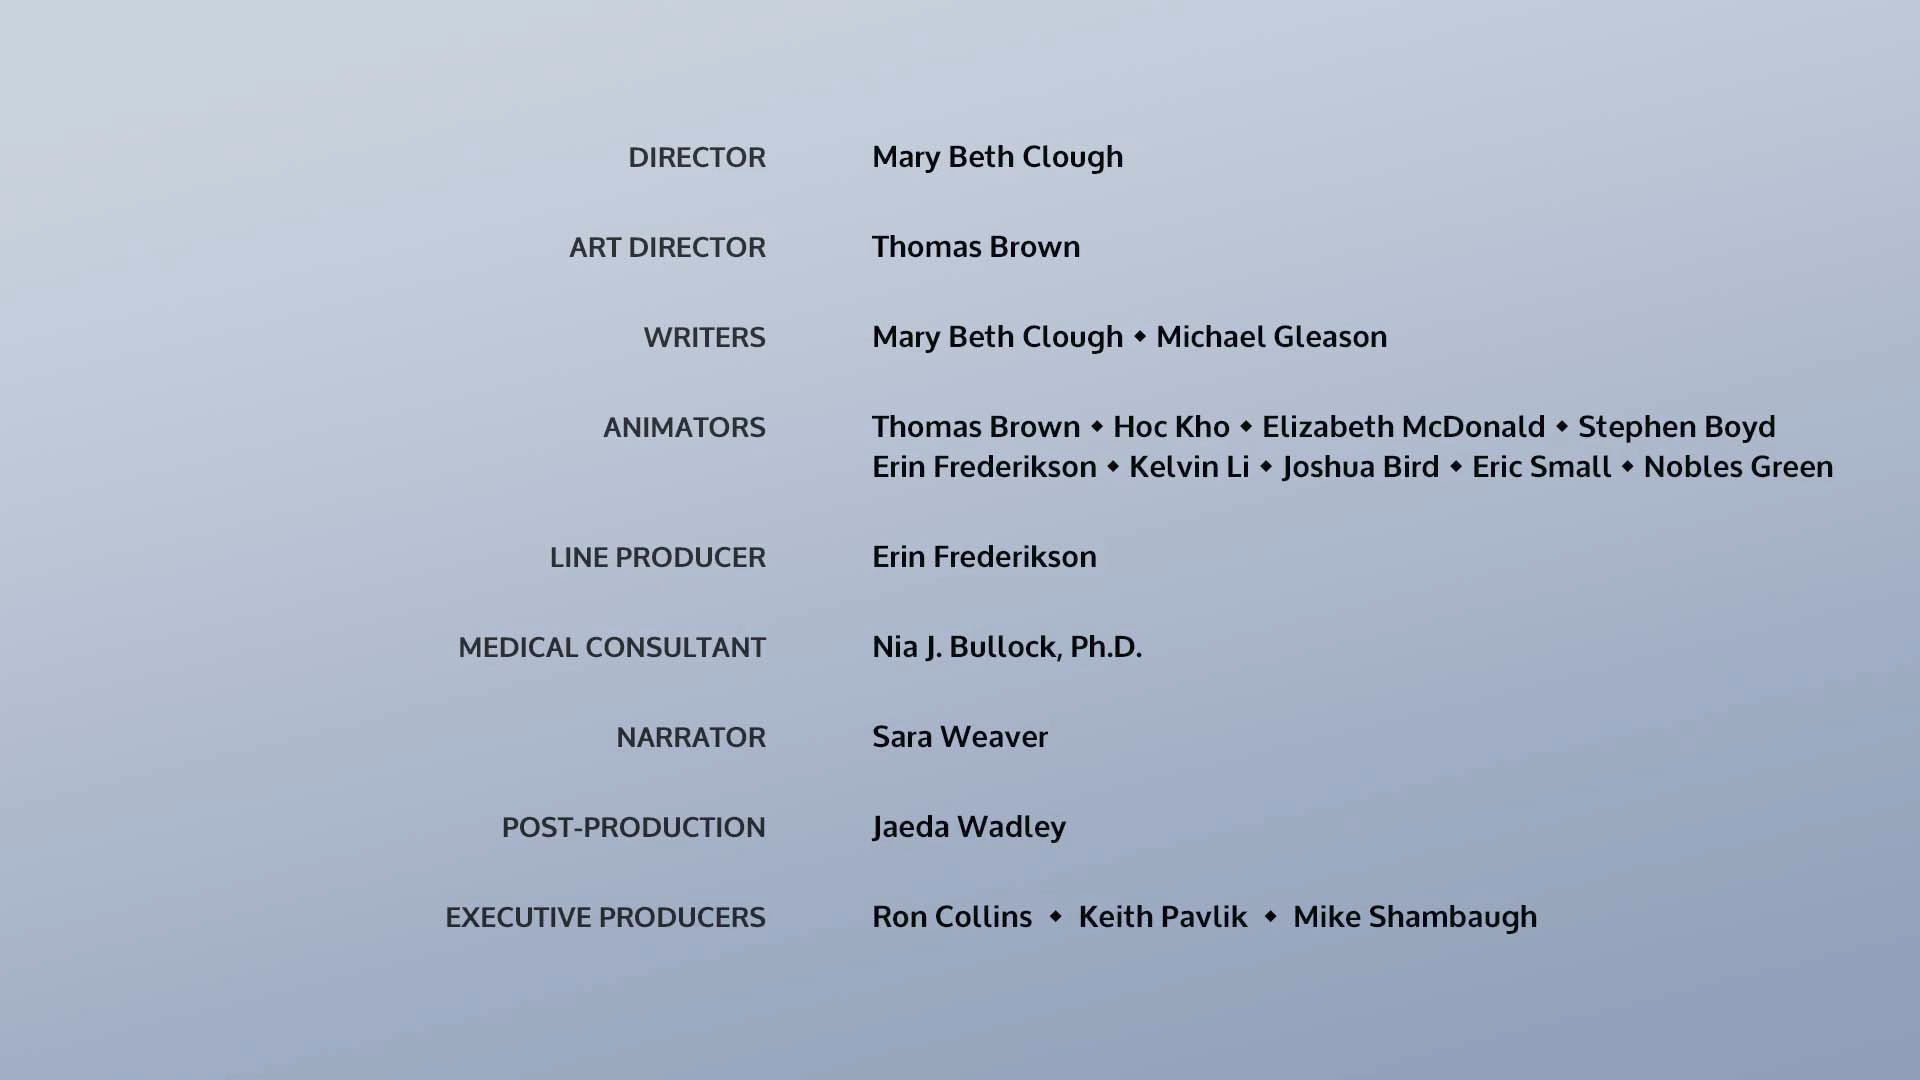 DIRECTOR Mary Beth Clough
ART DIRECTOR Thomas Brown
WRITERS Mary Beth Clough ◆ Michael Gleason
ANIMATORS Thomas Brown ◆ Hoc Kho ◆ Elizabeth McDonald ◆ Stephen Boyd
Erin Frederikson ◆ Kelvin Li ◆ Joshua Bird ◆ Eric Small ◆ Nobles Green
LINE PRODUCER Erin Frederikson
MEDICAL CONSULTANT Nia J. Bullock, Ph.D.
NARRATOR Sara Weaver
POST-PRODUCTION Jaeda Wadley
EXECUTIVE PRODUCERS Ron Collins ◆ Keith Pavlik ◆ Mike Shambaugh